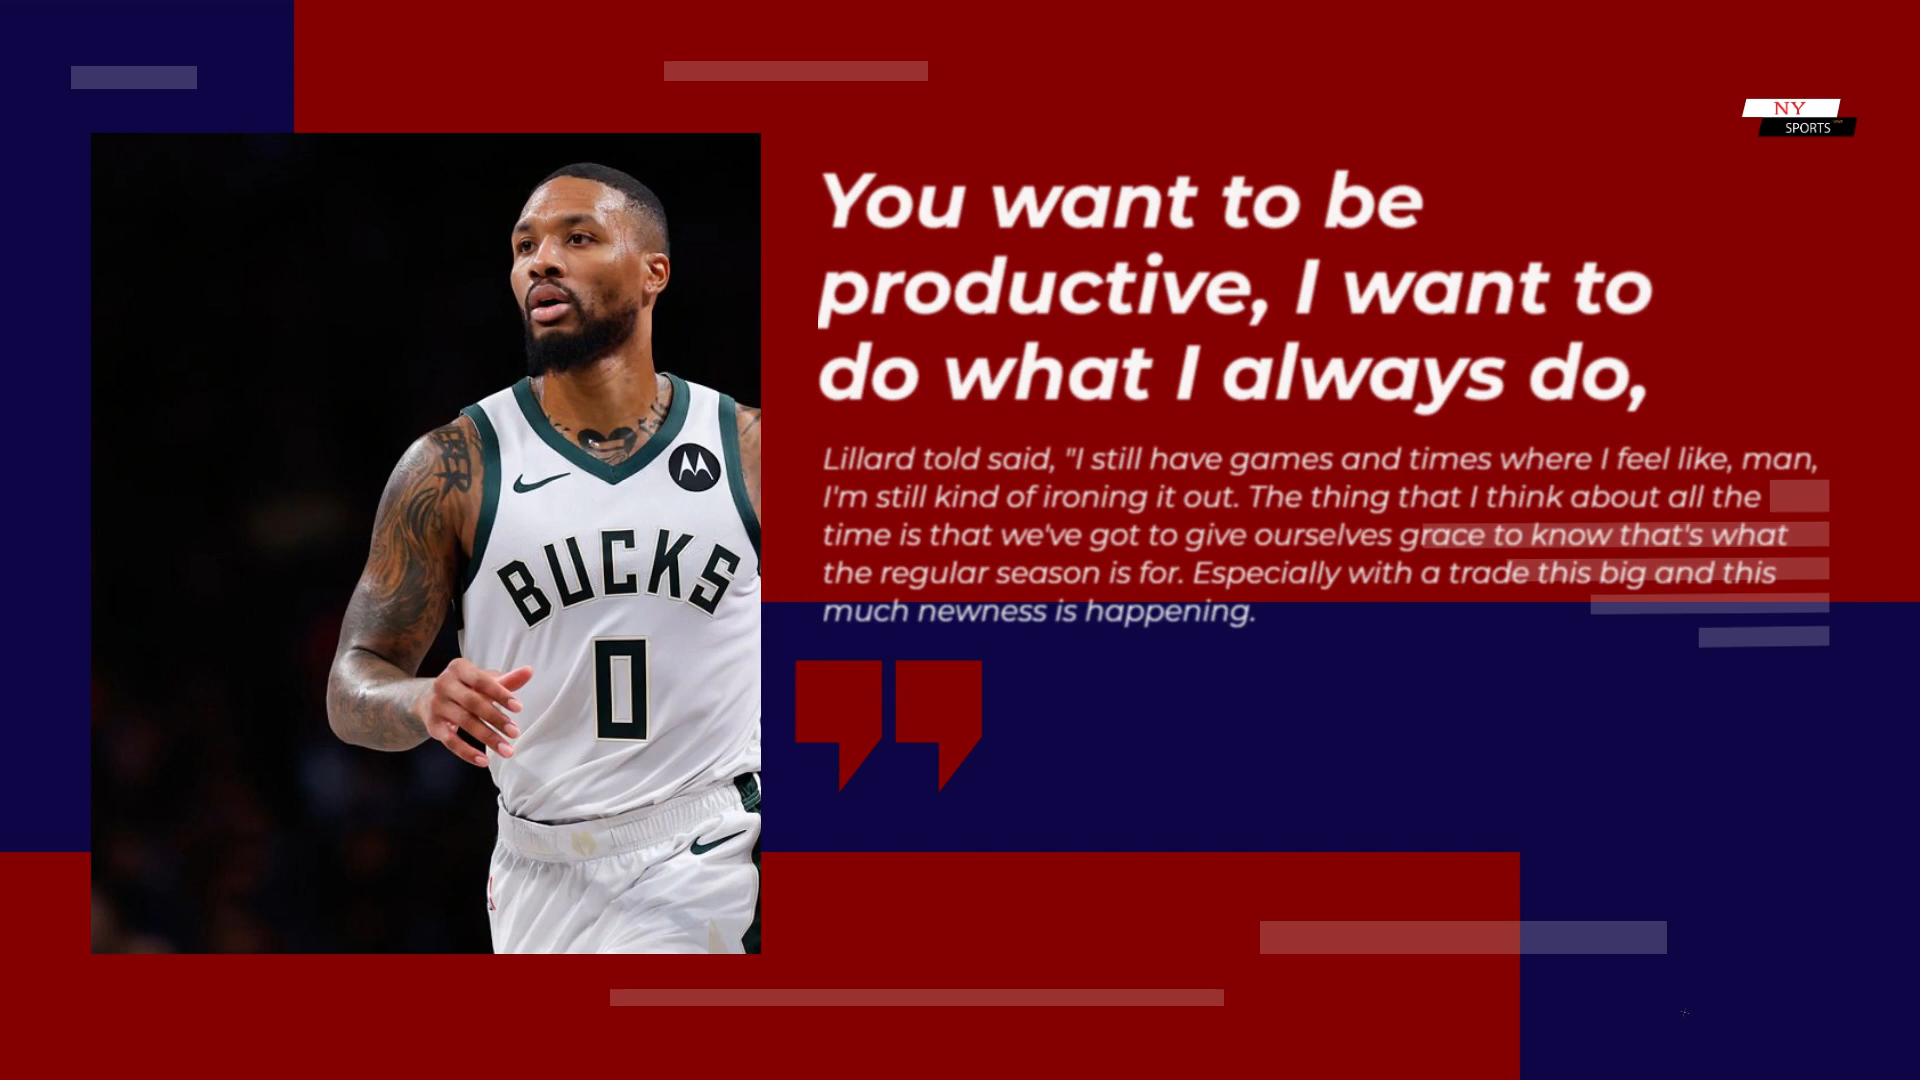 NY
SPORTS
You want to be
productive, I want to
do what I always do,
Lillard told said, "I still have games and times where I feel like, man,
I'm still kind of ironing it out. The thing that I think about all the
time is that we've got to give ourselves grace to know that's what
the regular season is for. Especially with a trade this big and this
much newness is happening.
BUCKS
0